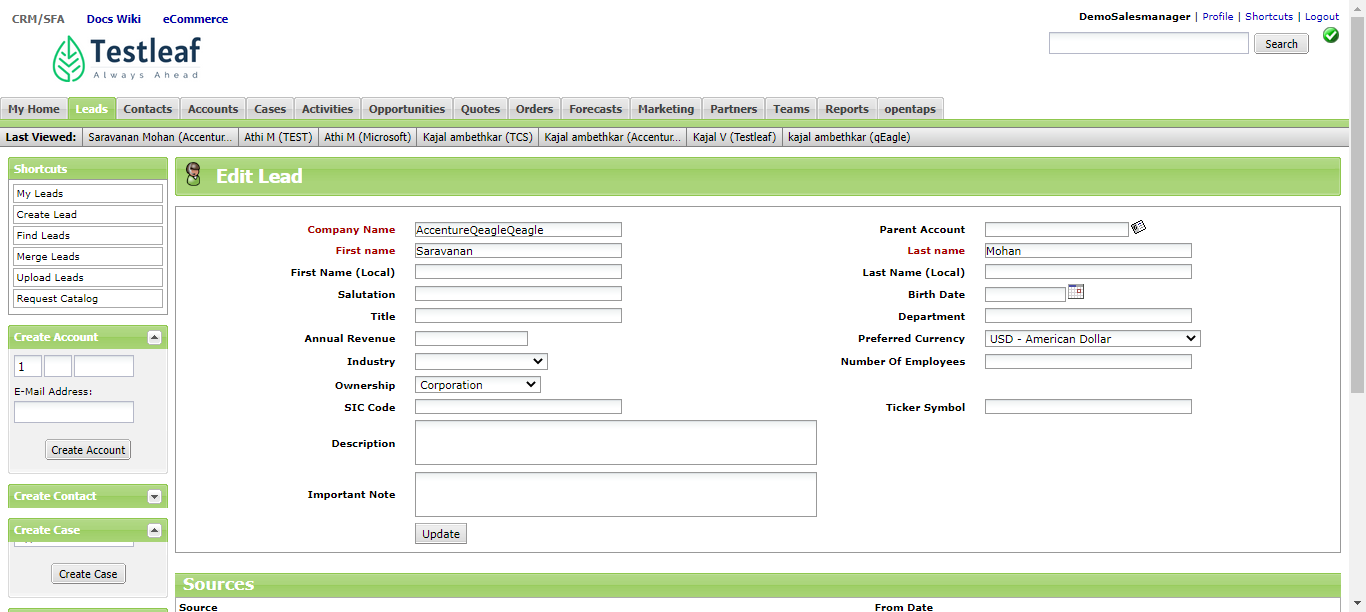 CRM/SFA Docs Wiki eCommerce
DemoSalesmanager | Profile | Shortcuts | Logout
Testleaf
Always Ahead
Search
My Home Leads Contacts Accounts Cases Activities Opportunities Quotes Orders Forecasts Marketing Partners Teams Reports opentaps
Last Viewed: Saravanan Mohan (Accentur... Athi M (TEST) Athi M (Microsoft) Kajal ambethkar (TCS) Kajal ambethkar (Accentur... Kajal V (Testleaf) kajal ambethkar (qEagle)
Shortcuts
My Leads
Create Lead
Find Leads
Merge Leads
Upload Leads
Request Catalog
Create Account
1
E-Mail Address:
Create Account
Create Contact
Create Case
Create Case
Edit Lead
Company Name AccentureQeagleQeagle Parent Account
First name Saravanan Last name Mohan
First Name (Local) Last Name (Local)
Salutation Birth Date
Title Department
Annual Revenue Preferred Currency USD - American Dollar
Industry Number Of Employees
Ownership Corporation
SIC Code Ticker Symbol
Description
Important Note
Update
Sources
Source From Date